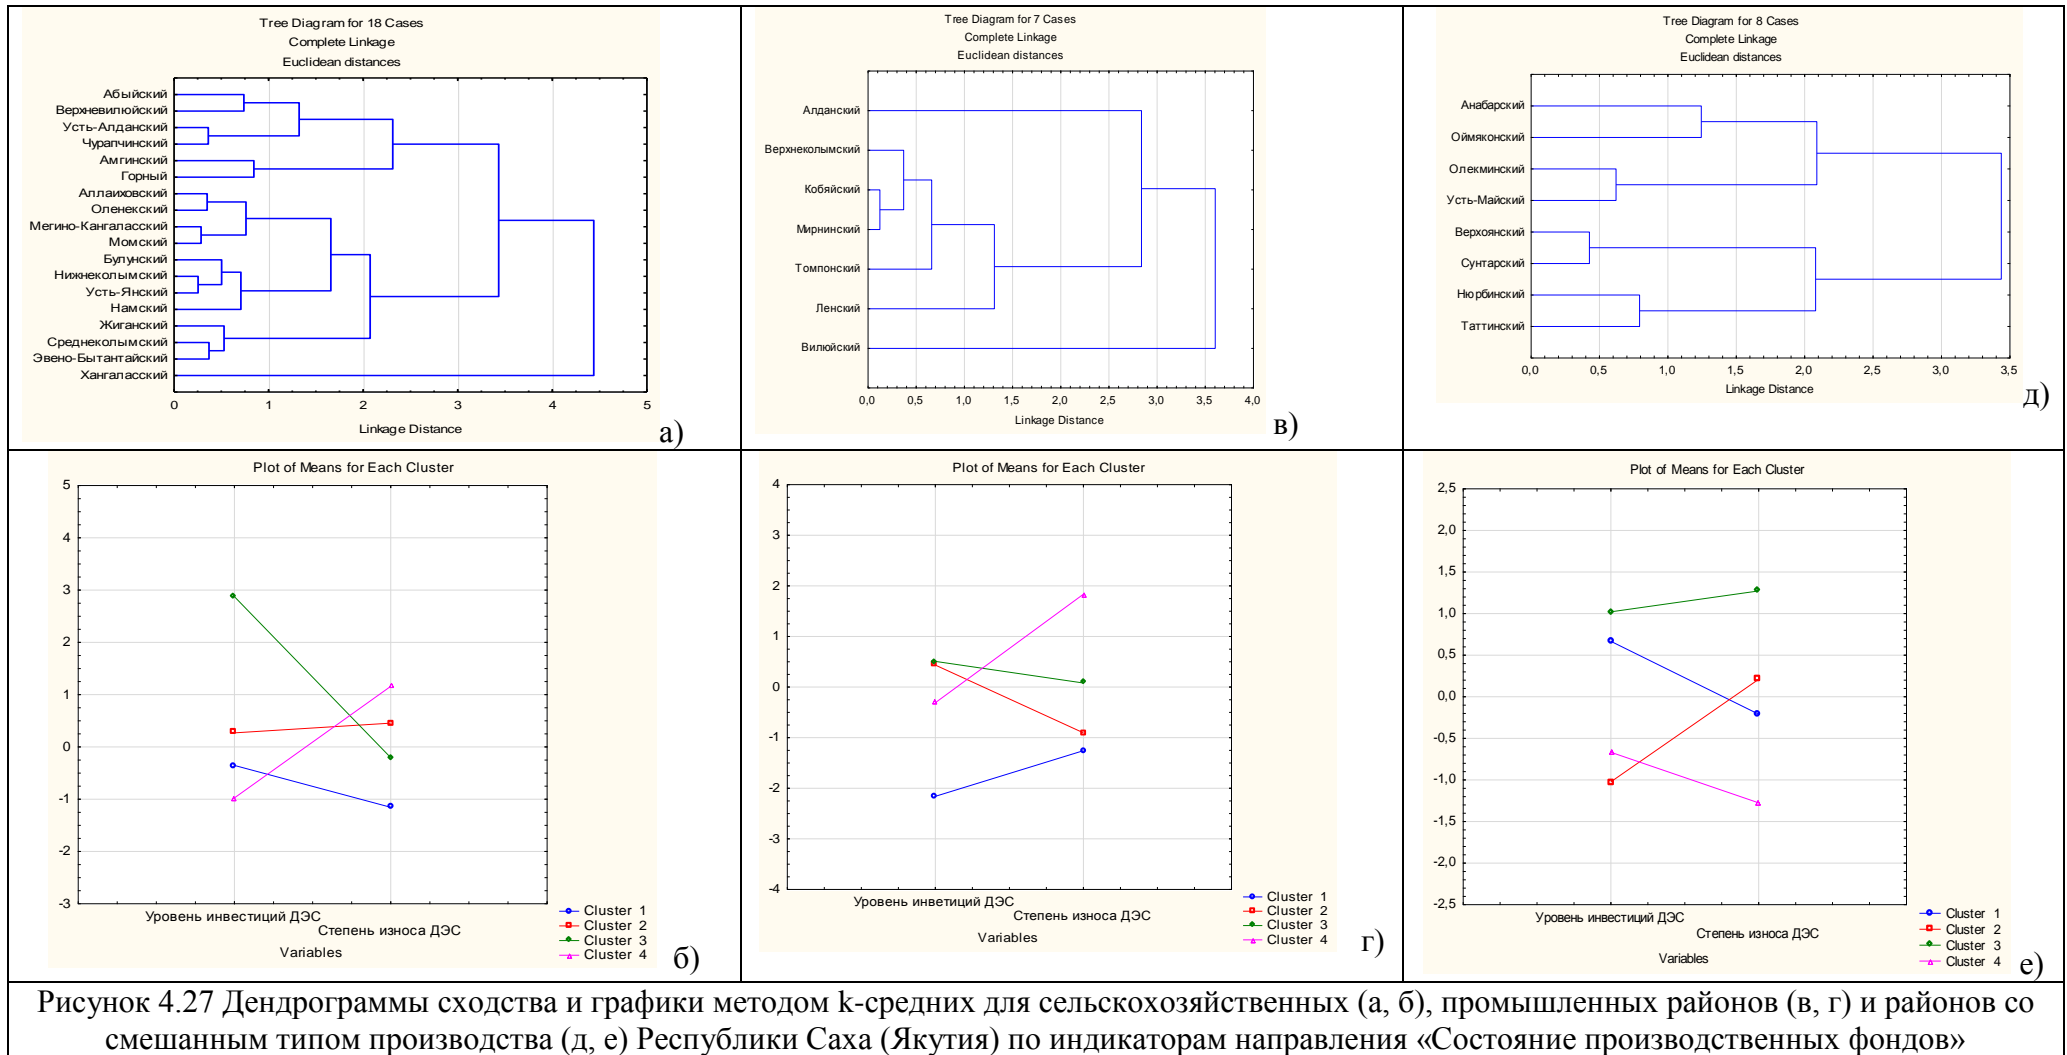 Tree Diagram for 18 Cases
Complete Linkage
Euclidean distances
Абыйский
Верхневилюйский
Усть-Алданский
Чурапчинский
Амгинский
Горный
Аллаиховский
Оленекский
Мегино-Кангаласский
Момский
Булунский
Нижнеколымский
Усть-Янский
Намский
Жиганский
Среднеколымский
Эвено-Бытантайский
Хангаласский
0 1 2 3 4 5
Linkage Distance
а)
Tree Diagram for 7 Cases
Complete Linkage
Euclidean distances
Алданский
Верхнеколымский
Кобяйский
Мирнинский
Томпонский
Ленский
Вилюйский
0,0 0,5 1,0 1,5 2,0 2,5 3,0 3,5 4,0
Linkage Distance
в)
Tree Diagram for 8 Cases
Complete Linkage
Euclidean distances
Анабарский
Оймяконский
Олекминский
Усть-Майский
Верхоянский
Сунтарский
Нюрбинский
Таттинский
0,0 0,5 1,0 1,5 2,0 2,5 3,0 3,5
Linkage Distance
д)
Plot of Means for Each Cluster
5
4
3
2
1
0
-1
-2
-3
Уровень инвестиций ДЭС
Степень износа ДЭС
Variables
Cluster 1
Cluster 2
Cluster 3
Cluster 4
б)
Plot of Means for Each Cluster
4
3
2
1
0
-1
-2
-3
-4
Уровень инветиций ДЭС
Степень износа ДЭС
Variables
Cluster 1
Cluster 2
Cluster 3
Cluster 4
г)
Plot of Means for Each Cluster
2,5
2,0
1,5
1,0
0,5
0,0
-0,5
-1,0
-1,5
-2,0
-2,5
Уровень инвестиций ДЭС
Степень износа ДЭС
Variables
Cluster 1
Cluster 2
Cluster 3
Cluster 4
е)
Рисунок 4.27 Дендрограммы сходства и графики методом k-средних для сельскохозяйственных (а, б), промышленных районов (в, г) и районов со
смешанным типом производства (д, е) Республики Саха (Якутия) по индикаторам направления «Состояние производственных фондов»